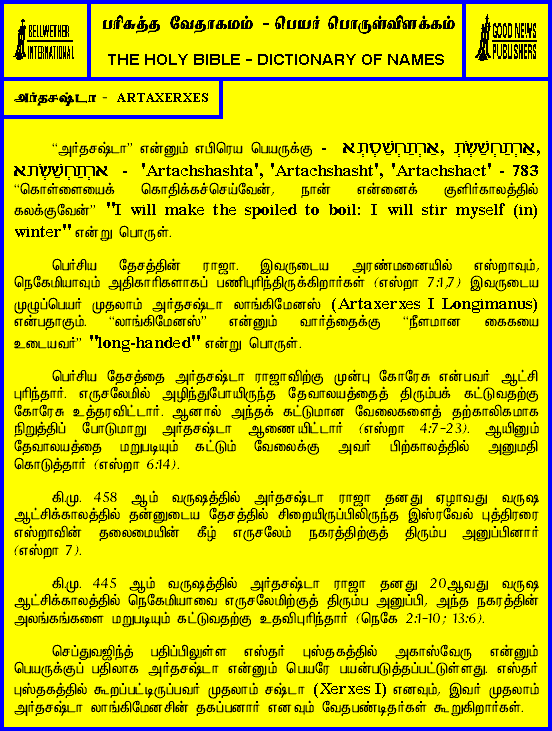 BELLWETHER
INTERNATIONAL
பரிசுத்த வேதாகமம் - பெயர் பொருள்விளக்கம்
THE HOLY BIBLE - DICTIONARY OF NAMES
GOOD NEWS
PUBLISHERS
அர்தசஷ்டா - ARTAXERXES
“அர்தசஷ்டா” என்னும் எபிரெய பெயருக்கு - אַרְתַּחְשַׁסְתְּא, אַרְתַּחְשַׁשְׂתְּ,
אַרְתַּחְשַׁשְׂתא - 'Artachshashta', 'Artachshasht', 'Artachshact' - 783
“கொள்ளையைக் கொதிக்கச்செய்வேன், நான் என்னைக் குளிர்காலத்தில்
கலக்குவேன்” "I will make the spoiled to boil: I will stir myself (in)
winter" என்று பொருள்.
பெர்சிய தேசத்தின் ராஜா. இவருடைய அரண்மனையில் எஸ்றாவும்,
நெகேமியாவும் அதிகாரிகளாகப் பணிபுரிந்திருக்கிறார்கள் (எஸ்றா 7:1,7) இவருடைய
முழுப்பெயர் முதலாம் அர்தசஷ்டா லாங்கிமேனஸ் (Artaxerxes I Longimanus)
என்பதாகும். “லாங்கிமேனஸ்” என்னும் வார்த்தைக்கு “நீளமான கைகயை
உடையவர்” "long-handed" என்று பொருள்.
பெர்சிய தேசத்தை அர்தசஷ்டா ராஜாவிற்கு முன்பு கோரேசு என்பவர் ஆட்சி
புரிந்தார். எருசலேமில் அழிந்துபோயிருந்த தேவாலயத்தைத் திரும்பக் கட்டுவதற்கு
கோரேசு உத்தரவிட்டார். ஆனால் அந்தக் கட்டுமான வேலைகளைத் தற்காலிகமாக
நிறுத்திப் போடுமாறு அர்தசஷ்டா ஆணையிட்டார் (எஸ்றா 4:7-23). ஆயினும்
தேவாலயத்தை மறுபடியும் கட்டும் வேலைக்கு அவர் பிற்காலத்தில் அனுமதி
கொடுத்தார் (எஸ்றா 6:14).
கி.மு. 458 ஆம் வருஷத்தில் அர்தசஷ்டா ராஜா தனது ஏழாவது வருஷ
ஆட்சிக்காலத்தில் தன்னுடைய தேசத்தில் சிறையிருப்பிலிருந்த இஸ்ரவேல் புத்திரரை
எஸ்றாவின் தலைமையின் கீழ் எருசலேம் நகரத்திற்குத் திரும்ப அனுப்பினார்
(எஸ்றா 7).
கி.மு. 445 ஆம் வருஷத்தில் அர்தசஷ்டா ராஜா தனது 20ஆவது வருஷ
ஆட்சிக்காலத்தில் நெகேமியாவை எருசலேமிற்குத் திரும்ப அனுப்பி, அந்த நகரத்தின்
அலங்கங்களை மறுபடியும் கட்டுவதற்கு உதவிபுரிந்தார் (நெகே 2:1-10; 13:6).
செப்துவஜிந்த் பதிப்பிலுள்ள எஸ்தர் புஸ்தகத்தில் அகாஸ்வேரு என்னும்
பெயருக்குப் பதிலாக அர்தசஷ்டா என்னும் பெயரே பயன்படுத்தப்பட்டுள்ளது. எஸ்தர்
புஸ்தகத்தில் கூறப்பட்டிருப்பவர் முதலாம் சஷ்டா (Xerxes I) எனவும், இவர் முதலாம்
அர்தசஷ்டா லாங்கிமேனசின் தகப்பனார் எனவும் வேதபண்டிதர்கள் கூறுகிறார்கள்.